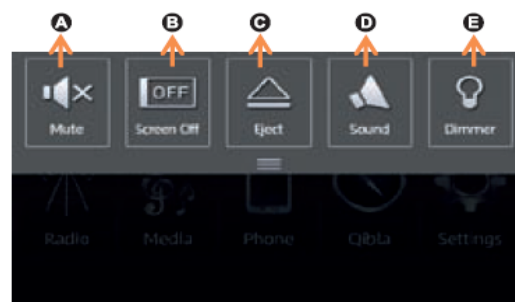 A B C D E
OFF
Mute Screen Off Eject Sound Dimmer
Radio Media Phone Qibla Settings